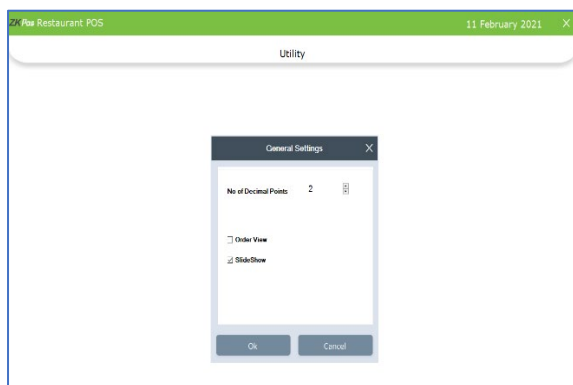 ZKPos Restaurant POS 11 February 2021 X
Utility
General Settings X
No of Decimal Points 2
Order View
SlideShow
Ok Cancel